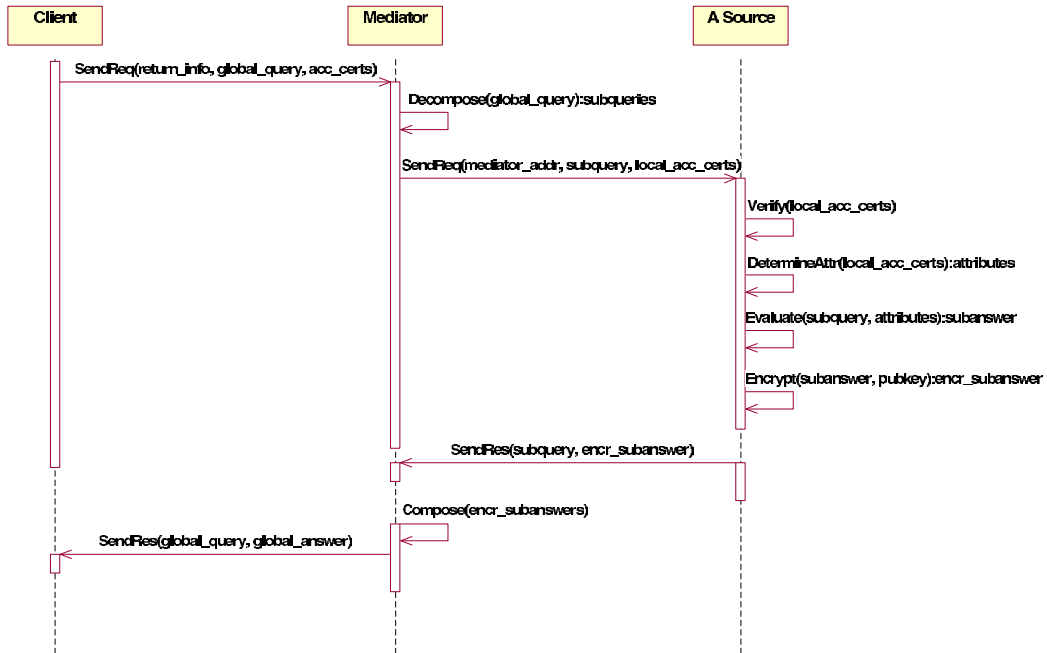 Client
Mediator
A Source
SendReq(return_info, global_query, acc_certs)
Decompose(global_query):subqueries
SendReq(mediator_addr, subquery, local_acc_certs)
Verify(local_acc_certs)
DetermineAttr(local_acc_certs):attributes
Evaluate(subquery, attributes):subanswer
Encrypt(subanswer, pubkey):encr_subanswer
SendRes(subquery, encr_subanswer)
Compose(encr_subanswers)
SendRes(global_query, global_answer)